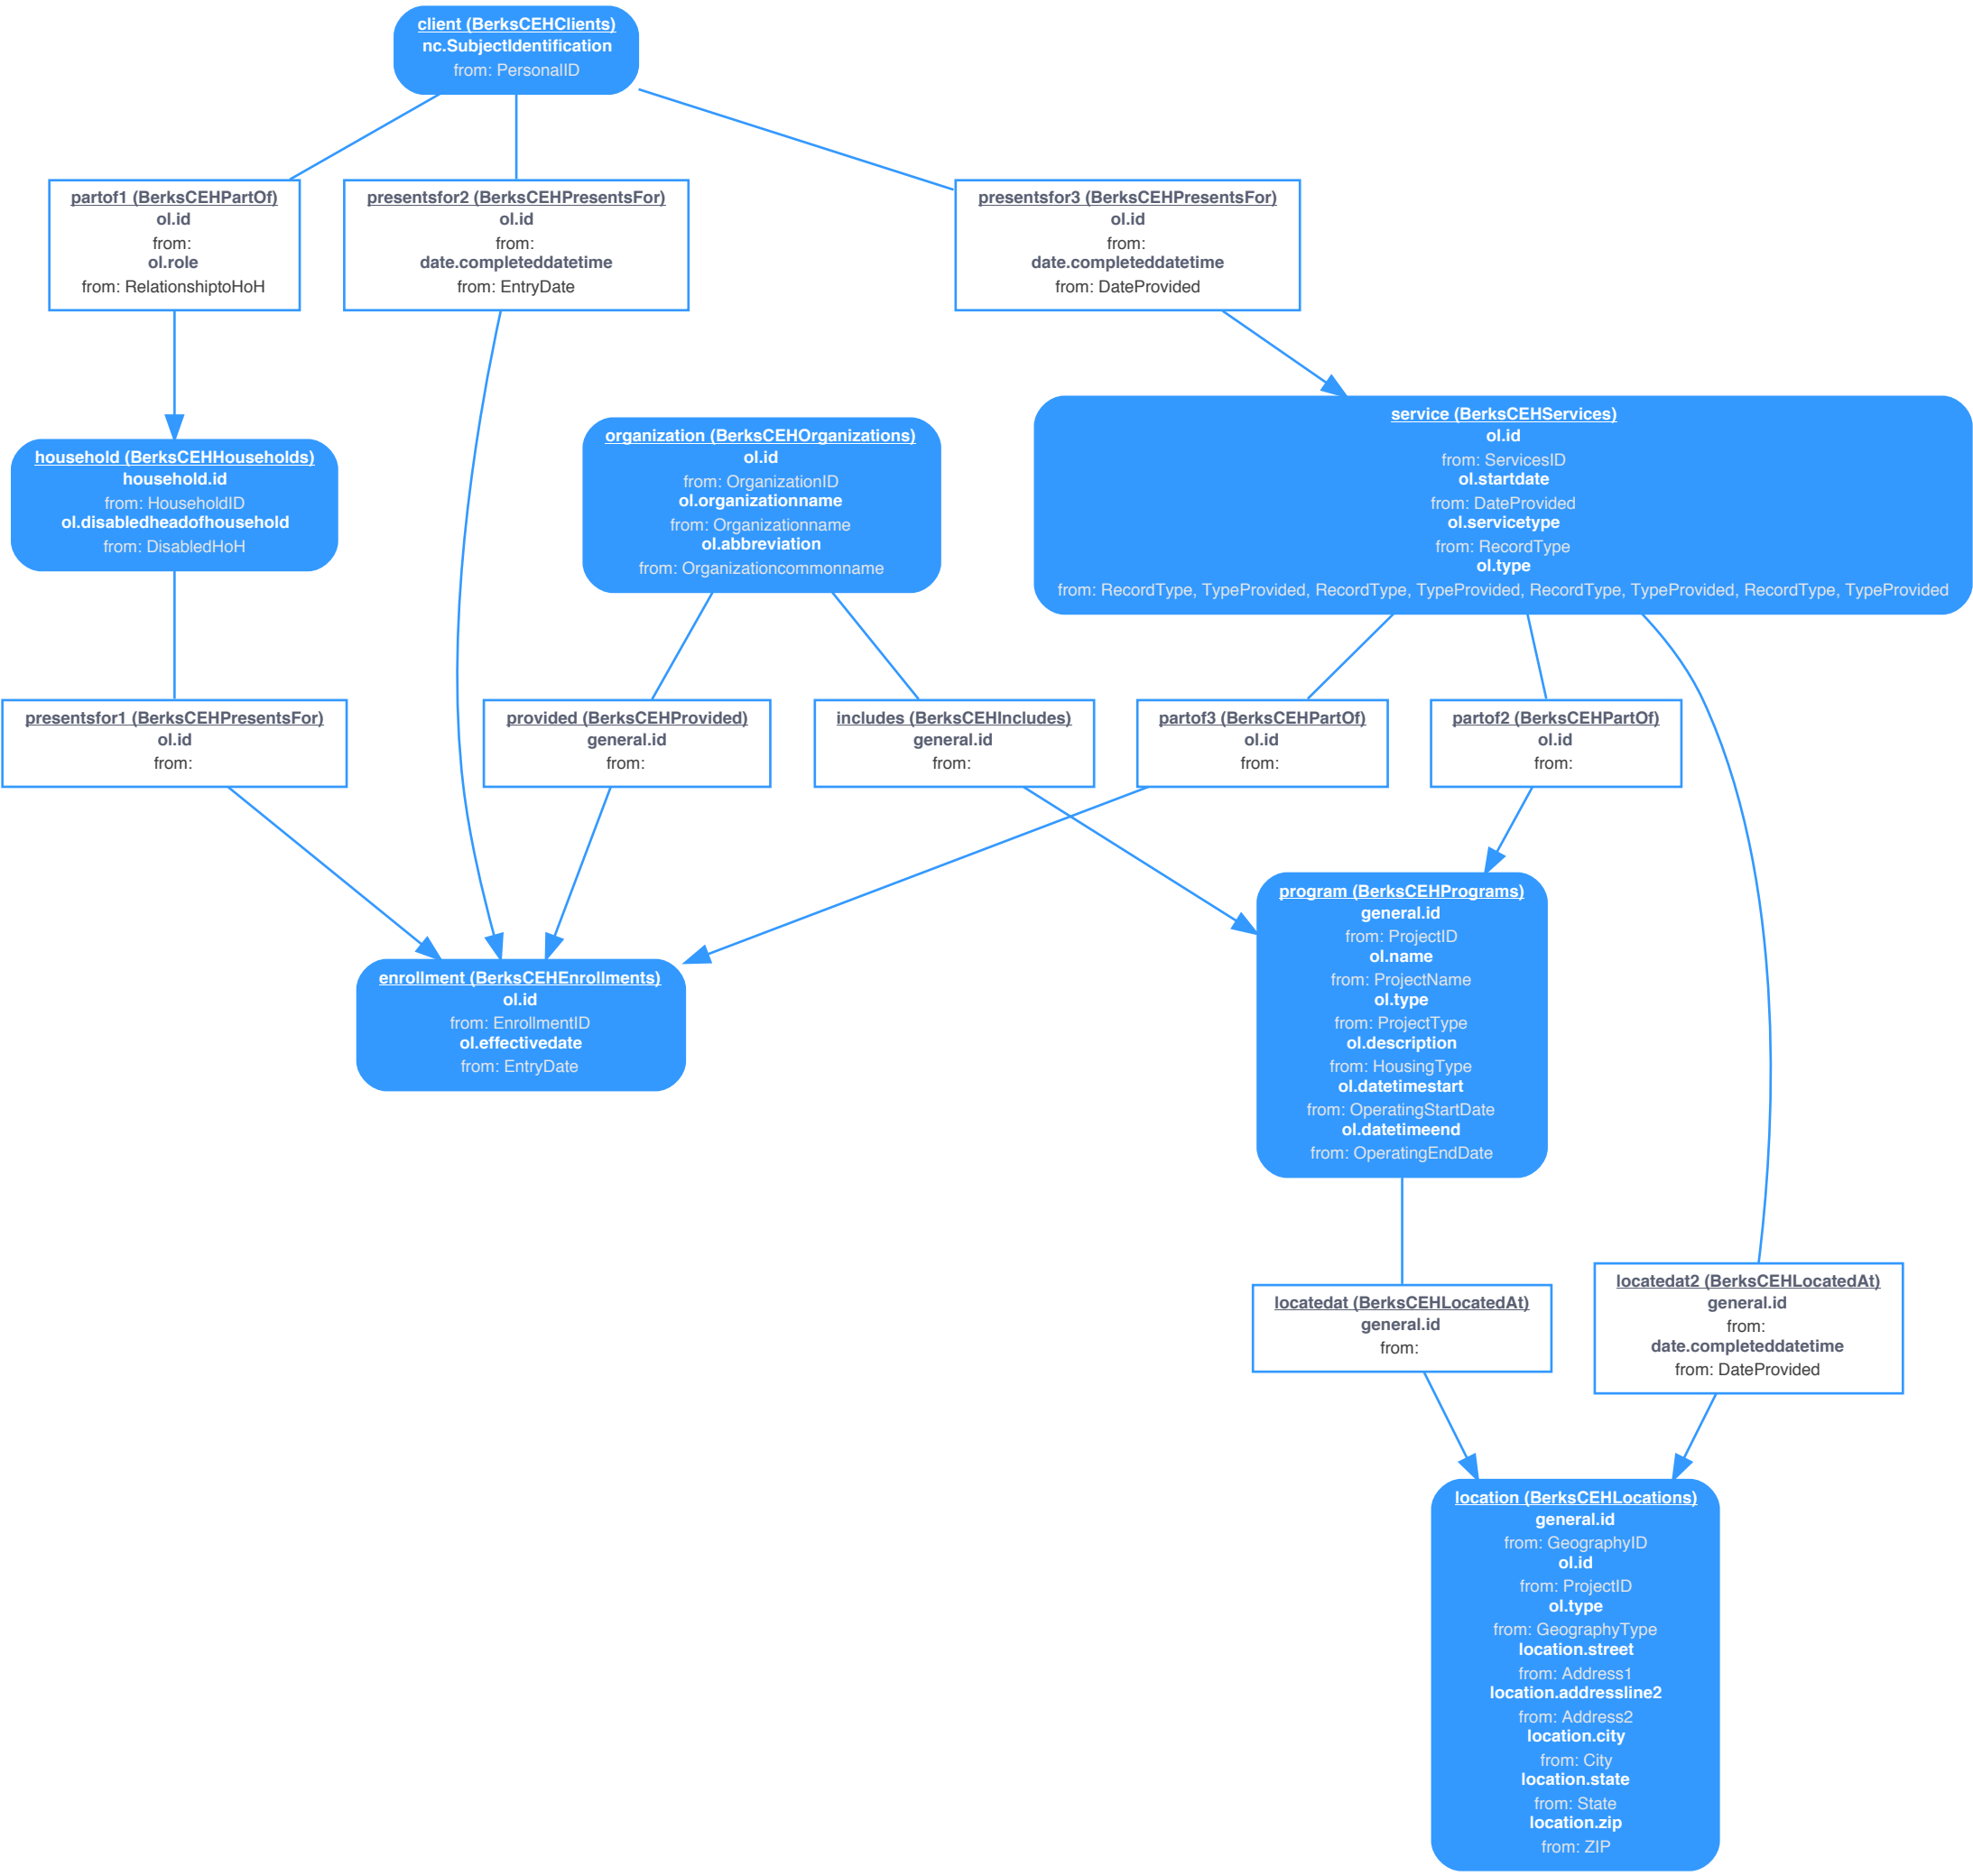 client (BerksCEHClients)
nc.SubjectIdentification
from: PersonalID
partof1 (BerksCEHPartOf)
ol.id
from:
ol.role
from: RelationshiptoHoH
presentsfor2 (BerksCEHPresentsFor)
ol.id
from:
date.completeddatetime
from: EntryDate
presentsfor3 (BerksCEHPresentsFor)
ol.id
from:
date.completeddatetime
from: DateProvided
household (BerksCEHHouseholds)
household.id
from: HouseholdID
ol.disabledheadofhousehold
from: DisabledHoH
organization (BerksCEHOrganizations)
ol.id
from: OrganizationID
ol.organizationname
from: Organizationname
ol.abbreviation
from: Organizationcommonname
service (BerksCEHServices)
ol.id
from: ServicesID
ol.startdate
from: DateProvided
ol.servicetype
from: RecordType
ol.type
from: RecordType, TypeProvided, RecordType, TypeProvided, RecordType, TypeProvided, RecordType, TypeProvided
presentsfor1 (BerksCEHPresentsFor)
ol.id
from:
provided (BerksCEHProvided)
general.id
from:
includes (BerksCEHIncludes)
general.id
from:
partof3 (BerksCEHPartOf)
ol.id
from:
partof2 (BerksCEHPartOf)
ol.id
from:
enrollment (BerksCEHEnrollments)
ol.id
from: EnrollmentID
ol.effectivedate
from: EntryDate
program (BerksCEHPrograms)
general.id
from: ProjectID
ol.name
from: ProjectName
ol.type
from: ProjectType
ol.description
from: HousingType
ol.datetimestart
from: OperatingStartDate
ol.datetimeend
from: OperatingEndDate
locatedat (BerksCEHLocatedAt)
general.id
from:
locatedat2 (BerksCEHLocatedAt)
general.id
from:
date.completeddatetime
from: DateProvided
location (BerksCEHLocations)
general.id
from: GeographyID
ol.id
from: ProjectID
ol.type
from: GeographyType
location.street
from: Address1
location.addressline2
from: Address2
location.city
from: City
location.state
from: State
location.zip
from: ZIP